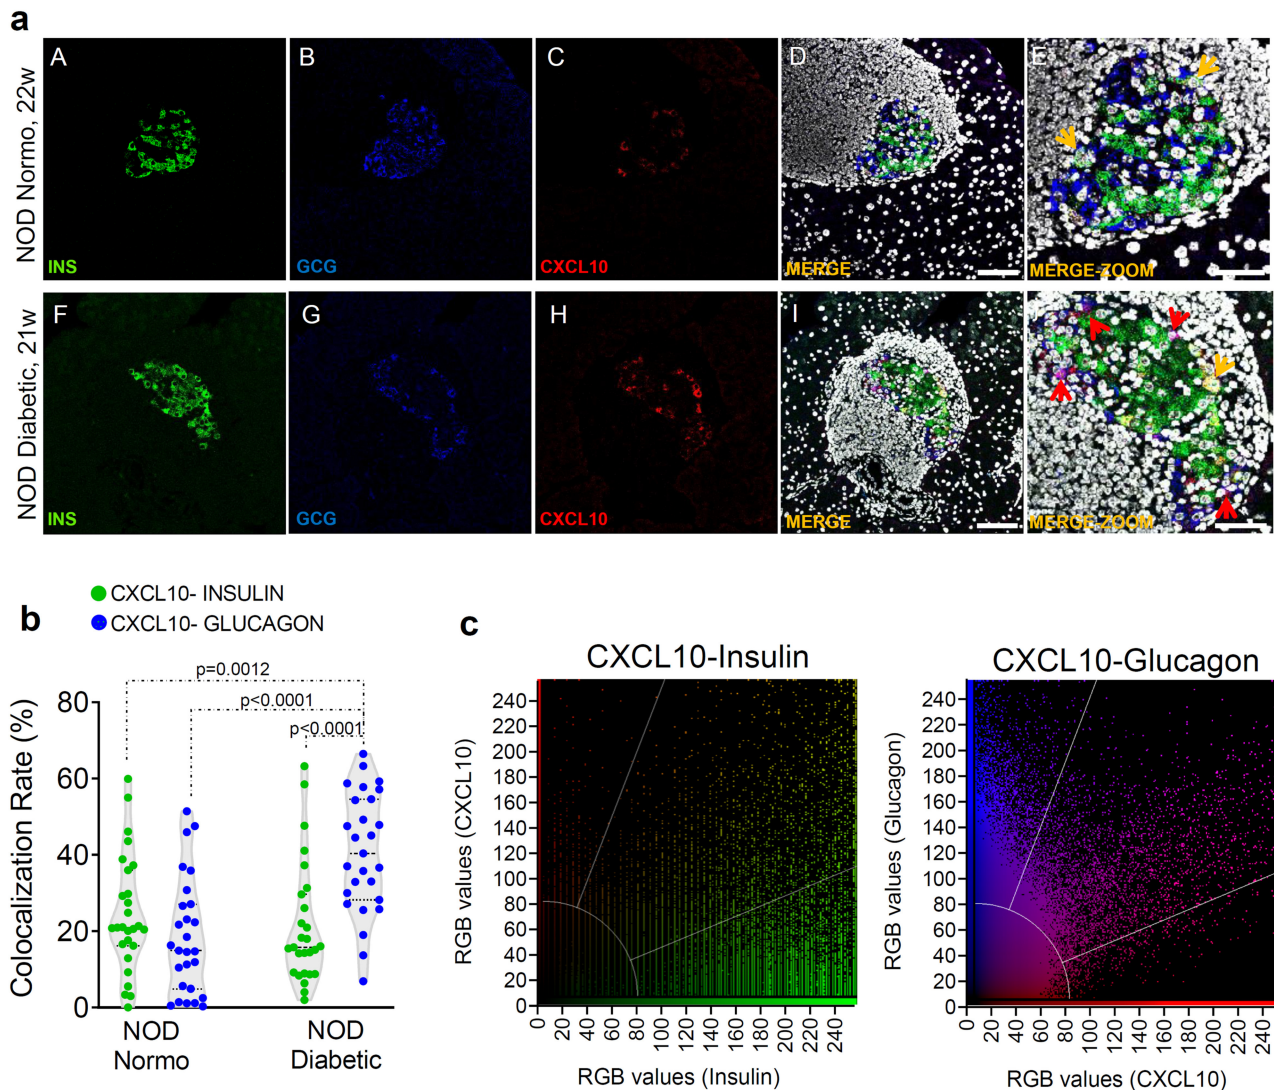 a
NOD Normo, 22w
A
B
C
D
E
INS
GCG
CXCL10
MERGE
MERGE-ZOOM
NOD Diabetic, 21w
F
G
H
I
INS
GCG
CXCL10
MERGE
MERGE-ZOOM
b
CXCL10- INSULIN
CXCL10- GLUCAGON
p=0.0012
p<0.0001
p<0.0001
Colocalization Rate (%)
80
60
40
20
0
NOD
Normo
NOD
Diabetic
c
CXCL10-Insulin
RGB values (CXCL10)
240
220
200
180
160
140
120
100
80
60
40
20
0
0
20
40
60
80
100
120
140
160
180
200
220
240
RGB values (Insulin)
CXCL10-Glucagon
RGB values (Glucagon)
240
220
200
180
160
140
120
100
80
60
40
20
0
0
20
40
60
80
100
120
140
160
180
200
220
240
RGB values (CXCL10)